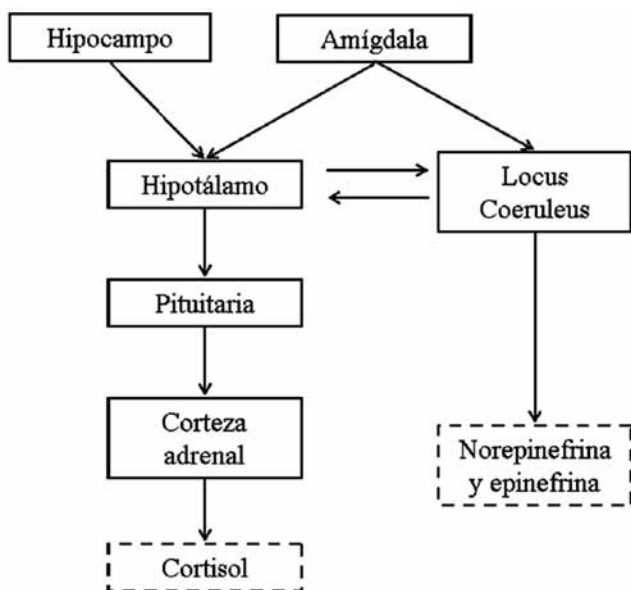 Hipocampo
Amígdala
Hipotálamo
Locus
Coeruleus
Pituitaria
Corteza
adrenal
Norepinefrina
y epinefrina
Cortisol